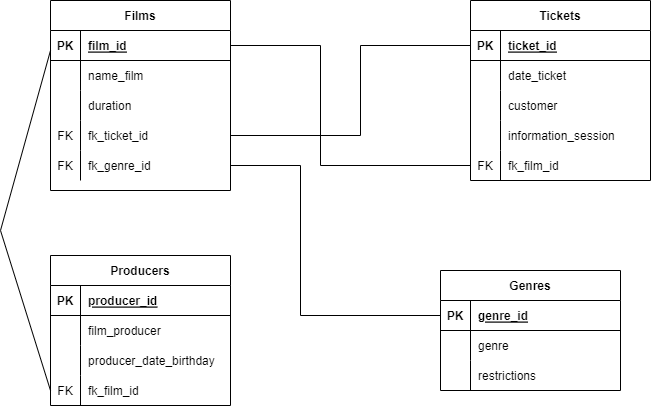 Films
PK film_id
name_film
duration
FK fk_ticket_id
FK fk_genre_id
Tickets
PK ticket_id
date_ticket
customer
information_session
FK fk_film_id
Producers
PK producer_id
film_producer
producer_date_birthday
FK fk_film_id
Genres
PK genre_id
genre
restrictions